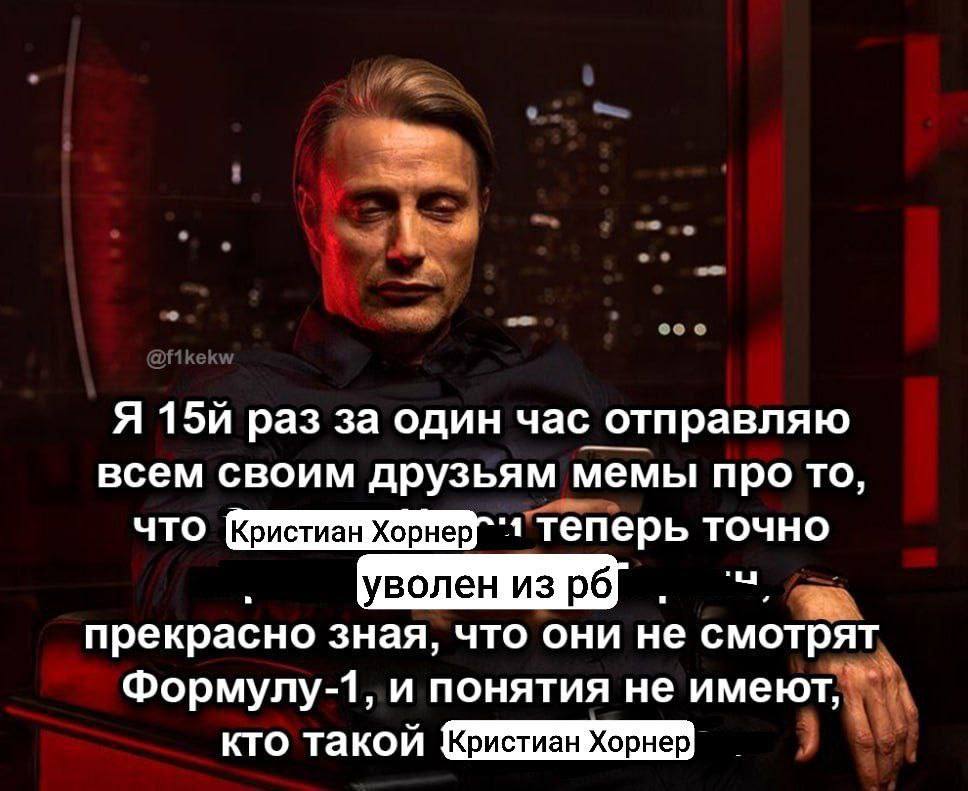 @f1kekw
Я 15й раз за один час отправляю
всем своим друзьям мемы про то,
что Кристиан Хорнер теперь точно
уволен из рб
прекрасно зная, что они не смотрят
Формулу-1, и понятия не имеют,
кто такой Кристиан Хорнер